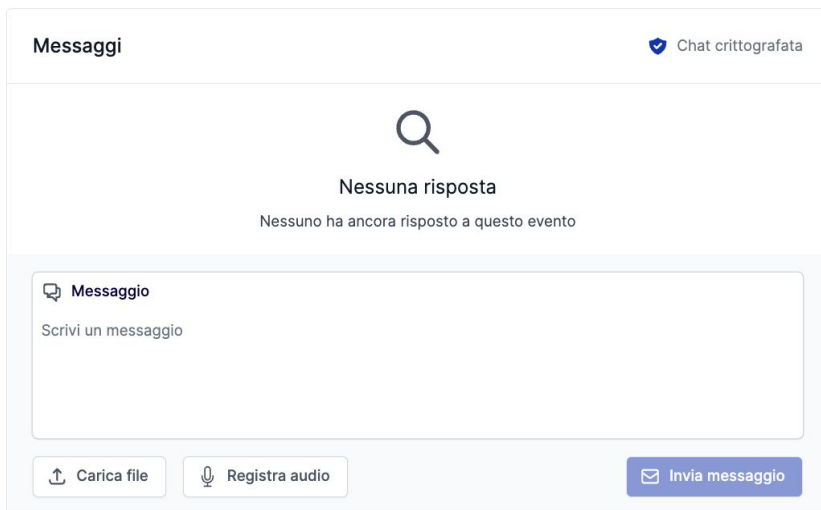 Messaggi
Chat crittografata
Nessuna risposta
Nessuno ha ancora risposto a questo evento
Messaggio
Scrivi un messaggio
Carica file
Registra audio
Invia messaggio